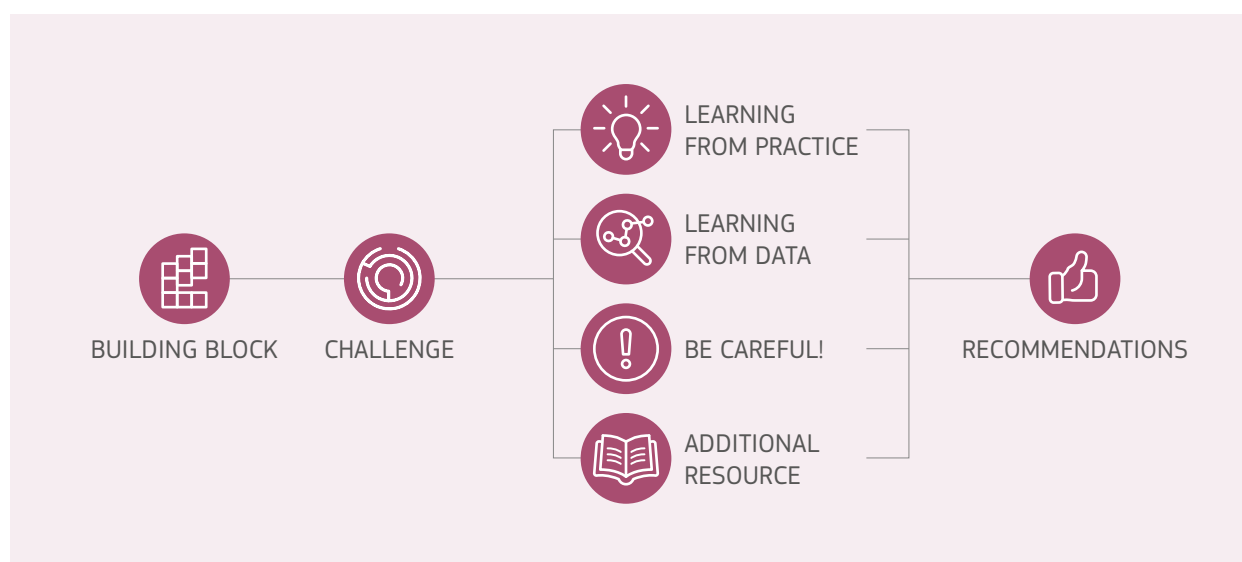 BUILDING BLOCK
CHALLENGE
LEARNING
FROM PRACTICE
LEARNING
FROM DATA
BE CAREFUL!
ADDITIONAL
RESOURCE
RECOMMENDATIONS